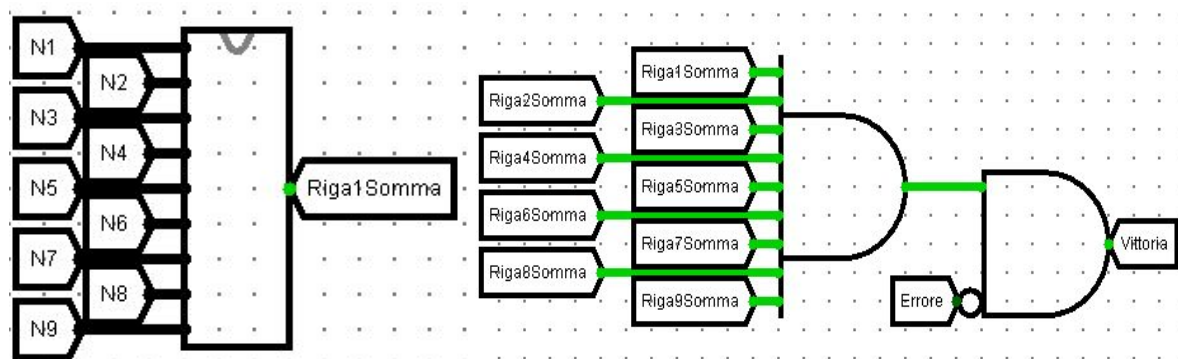 N1
N2
N3
N4
N5
N6
N7
N8
N9
Riga1Somma
Riga1Somma
Riga2Somma
Riga3Somma
Riga4Somma
Riga5Somma
Riga6Somma
Riga7Somma
Riga8Somma
Riga9Somma
Errore
Vittoria